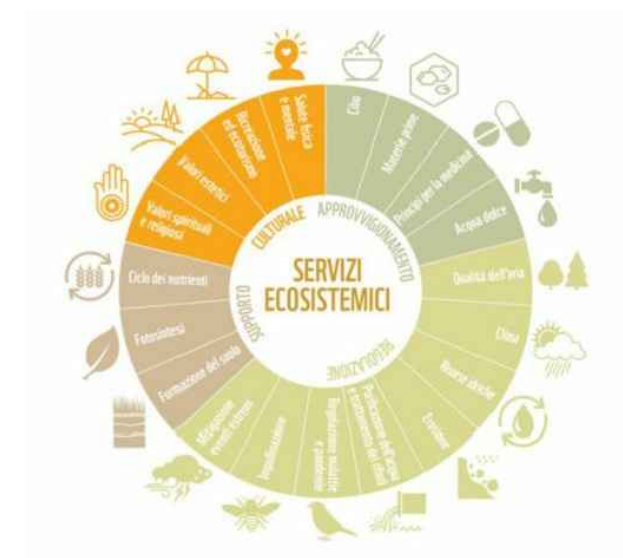 SERVIZI
ECOSISTEMICI
CULTURALE
APPROVVIGIONAMENTO
REGOLAZIONE
SUPPORTO
Cibo
Materie prime
Principi per la medicina
Acqua dolce
Qualità dell'aria
Clima
Risorse idriche
Erosione
Purificazione dell'acqua
e trattamento dei rifiuti
Regolazione malattie
e pandemie
Impollinazione
Mitigazione
eventi estremi
Formazione del suolo
Fotosintesi
Ciclo dei nutrienti
Valori spirituali
e religiosi
Valori estetici
Ricreazione
ed ecoturismo
Salute fisica
e mentale